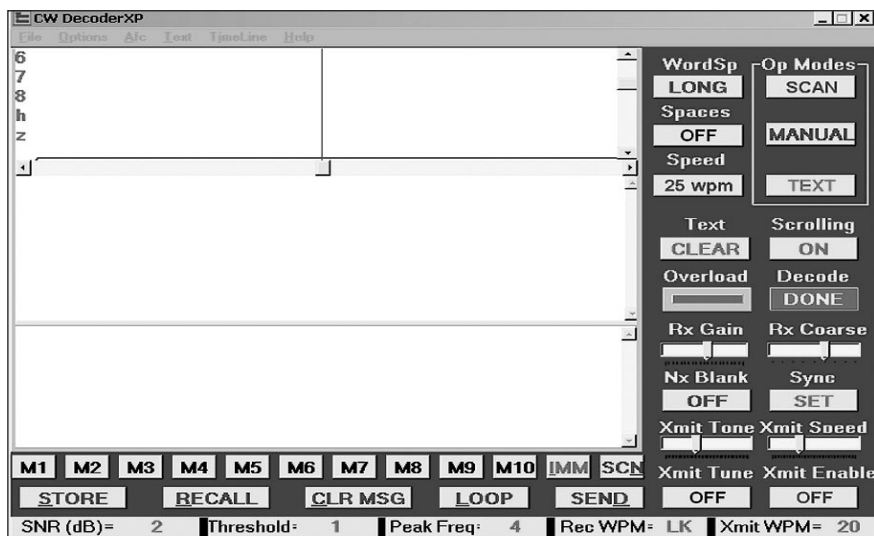 CW DecoderXP
File Options Afc Text TimeLine Help
6
7
8
h
z
WordSp Op Modes
LONG SCAN
Spaces
OFF MANUAL
Speed
25 wpm TEXT
Text Scrolling
CLEAR ON
Overload Decode
DONE
Rx Gain Rx Coarse
Nx Blank Sync
OFF SET
Xmit Tone Xmit Speed
M1 M2 M3 M4 M5 M6 M7 M8 M9 M10 IMM SCN
Xmit Tune Xmit Enable
STORE RECALL CLR MSG LOOP SEND OFF OFF
SNR (dB)= 2 Threshold= 1 Peak Freq= 4 Rec WPM= LK Xmit WPM= 20